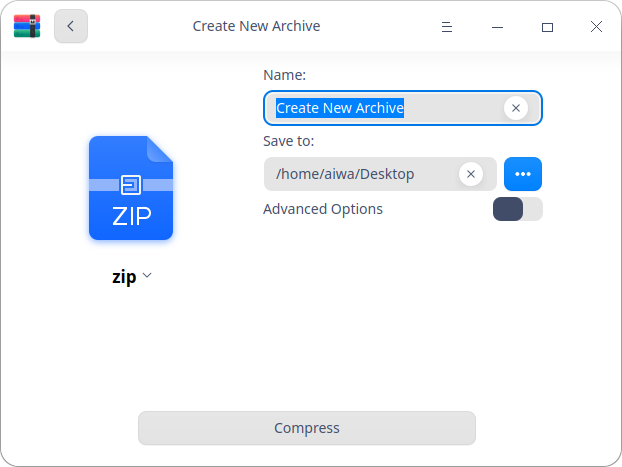 Create New Archive
Name:
Create New Archive
Save to:
/home/aiwa/Desktop
Advanced Options
ZIP
zip
Compress